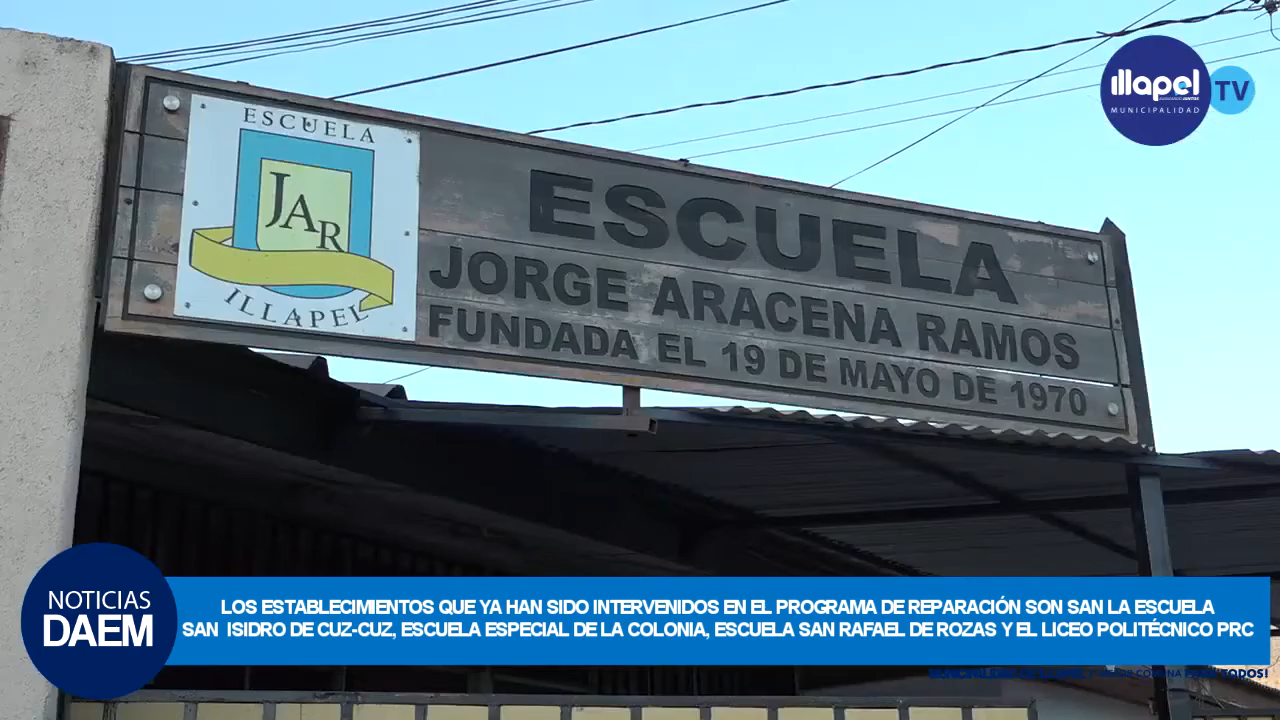 illapel
MUNICIPALIDAD
TV
ESCUELA
JAR
ILLAPEL
ESCUELA
JORGE ARACENA RAMOS
FUNDADA EL 19 DE MAYO DE 1970
NOTICIAS
DAEM
LOS ESTABLECIMIENTOS QUE YA HAN SIDO INTERVENIDOS EN EL PROGRAMA DE REPARACIÓN SON SAN LA ESCUELA
SAN ISIDRO DE CUZ-CUZ, ESCUELA ESPECIAL DE LA COLONIA, ESCUELA SAN RAFAEL DE ROZAS Y EL LICEO POLITÉCNICO PRC